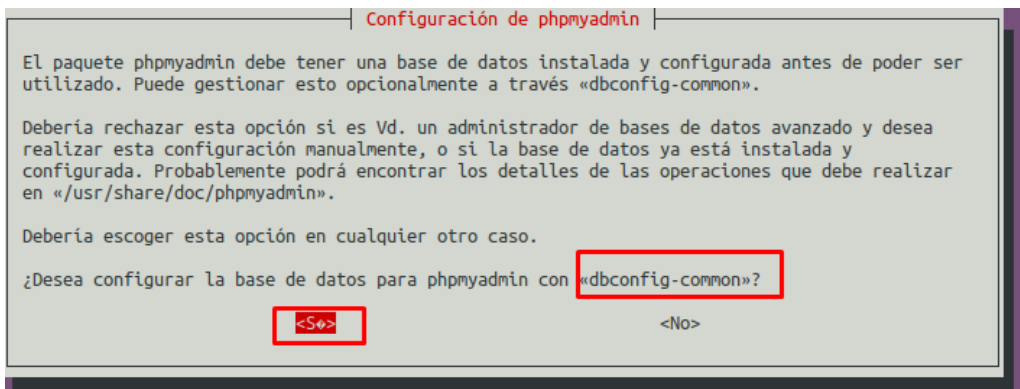 Configuración de phpmyadmin
El paquete phpmyadmin debe tener una base de datos instalada y configurada antes de poder ser
utilizado. Puede gestionar esto opcionalmente a través «dbconfig-common».
Debería rechazar esta opción si es Vd. un administrador de bases de datos avanzado y desea
realizar esta configuración manualmente, o si la base de datos ya está instalada y
configurada. Probablemente podrá encontrar los detalles de las operaciones que debe realizar
en «/usr/share/doc/phpmyadmin».
Debería escoger esta opción en cualquier otro caso.
¿Desea configurar la base de datos para phpmyadmin con «dbconfig-common»?
<S�> <No>